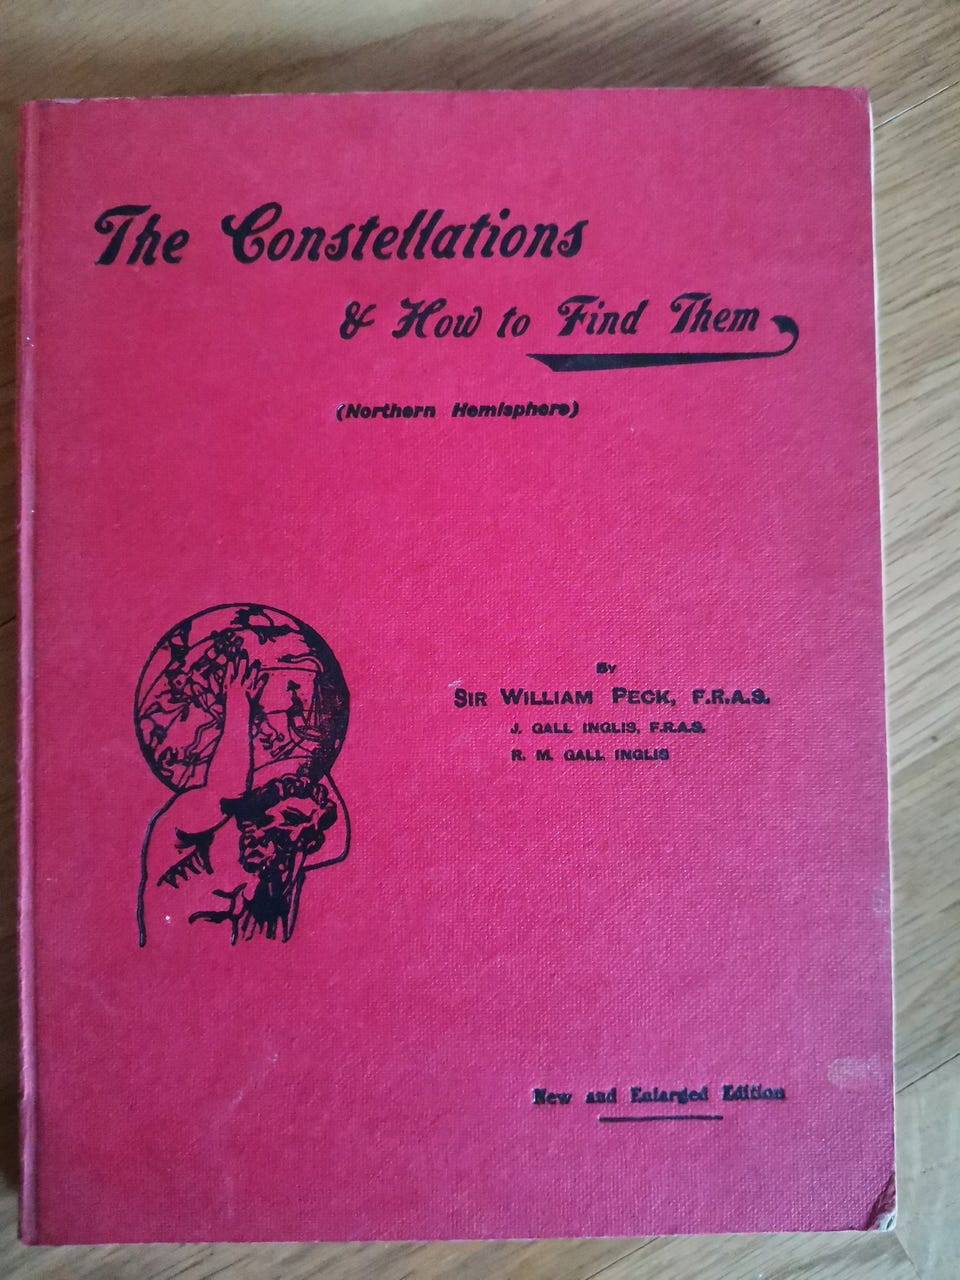 The Constellations
& How to Find Them
(Northern Hemisphere)
By
Sir William Peck, F.R.A.S.
J. GALL INGLIS, F.R.A.S.
R. M. GALL INGLIS
New and Enlarged Edition